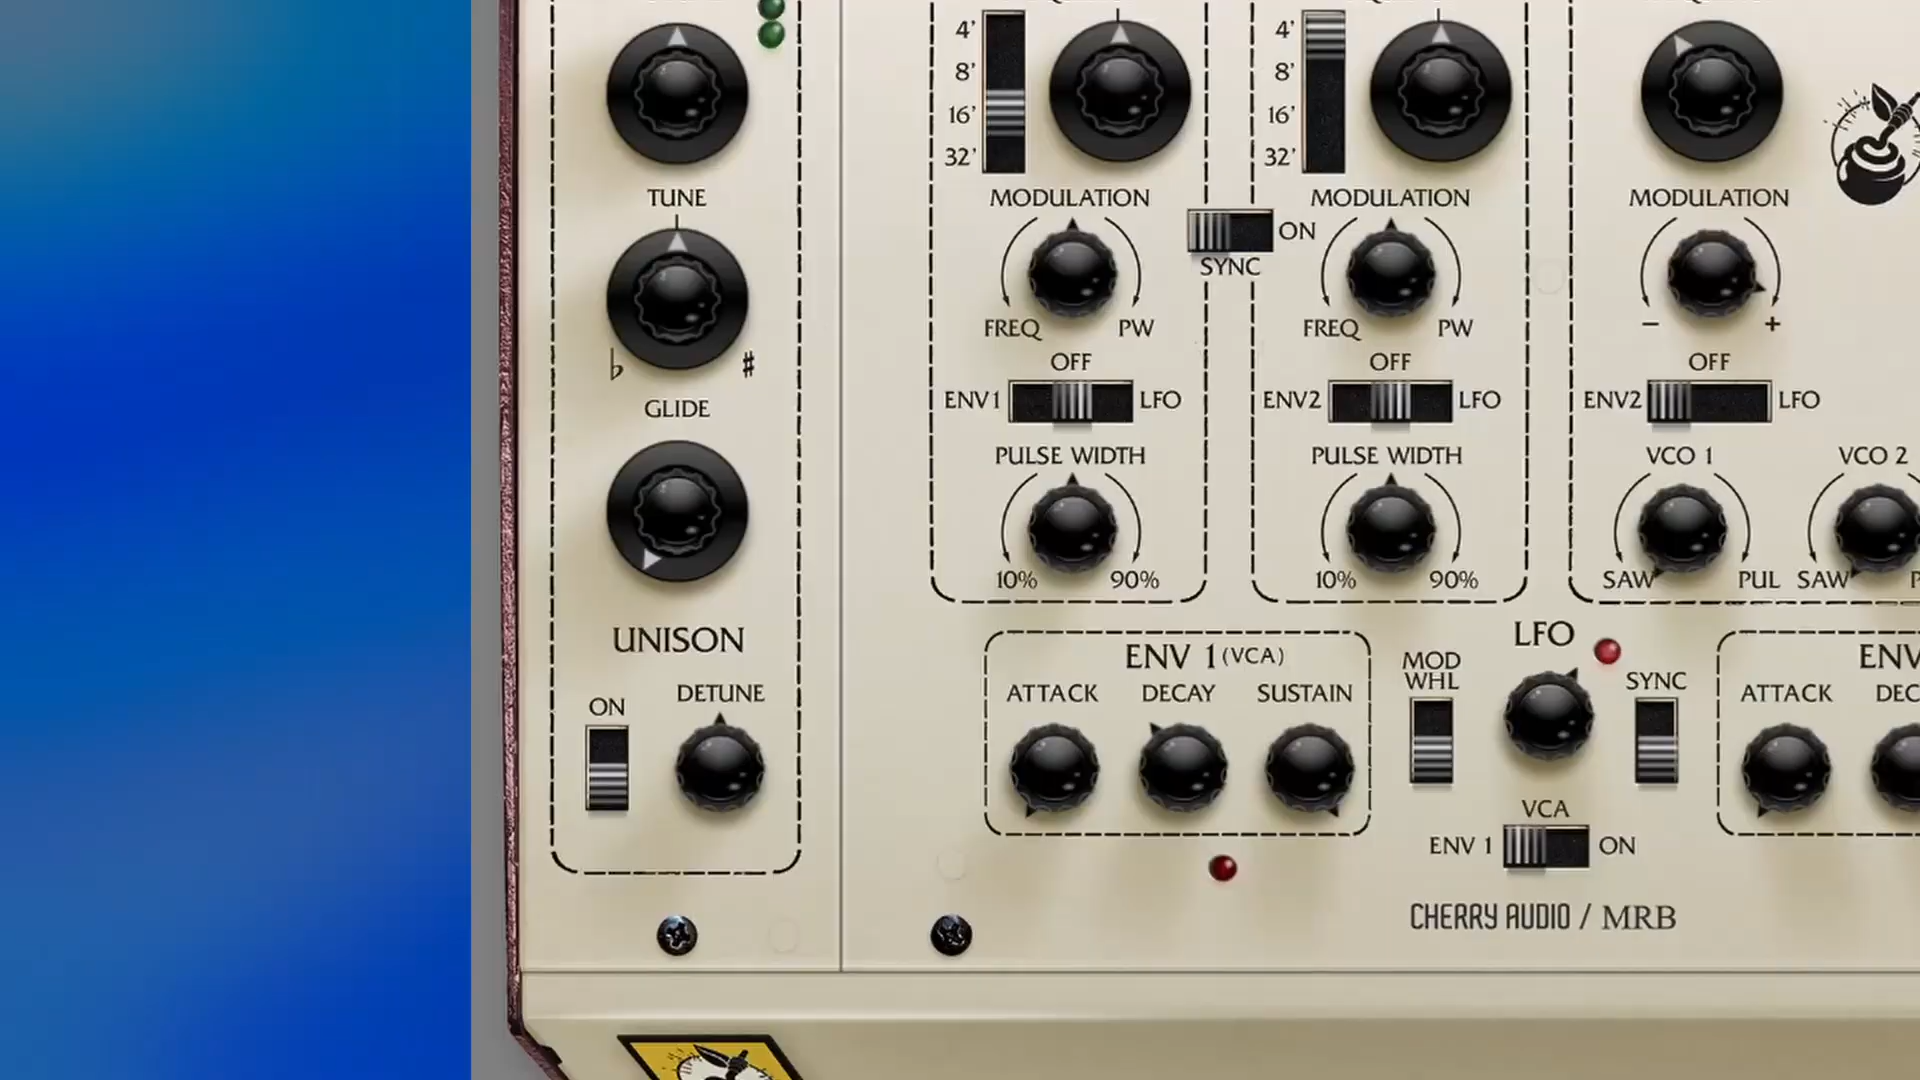 4'
8'
16'
32'
4'
8'
16'
32'
TUNE
MODULATION
MODULATION
MODULATION
ON
SYNC
♭
♯
FREQ
PW
FREQ
PW
−
+
OFF
OFF
OFF
ENV1
LFO
ENV2
LFO
ENV2
LFO
GLIDE
PULSE WIDTH
PULSE WIDTH
VCO 1
VCO 2
10%
90%
10%
90%
SAW
PUL
SAW
UNISON
ON
DETUNE
ENV 1 (VCA)
ATTACK
DECAY
SUSTAIN
MOD
WHL
LFO
SYNC
VCA
ENV 1
ON
ENV
ATTACK
DEC
CHERRY AUDIO / MRB